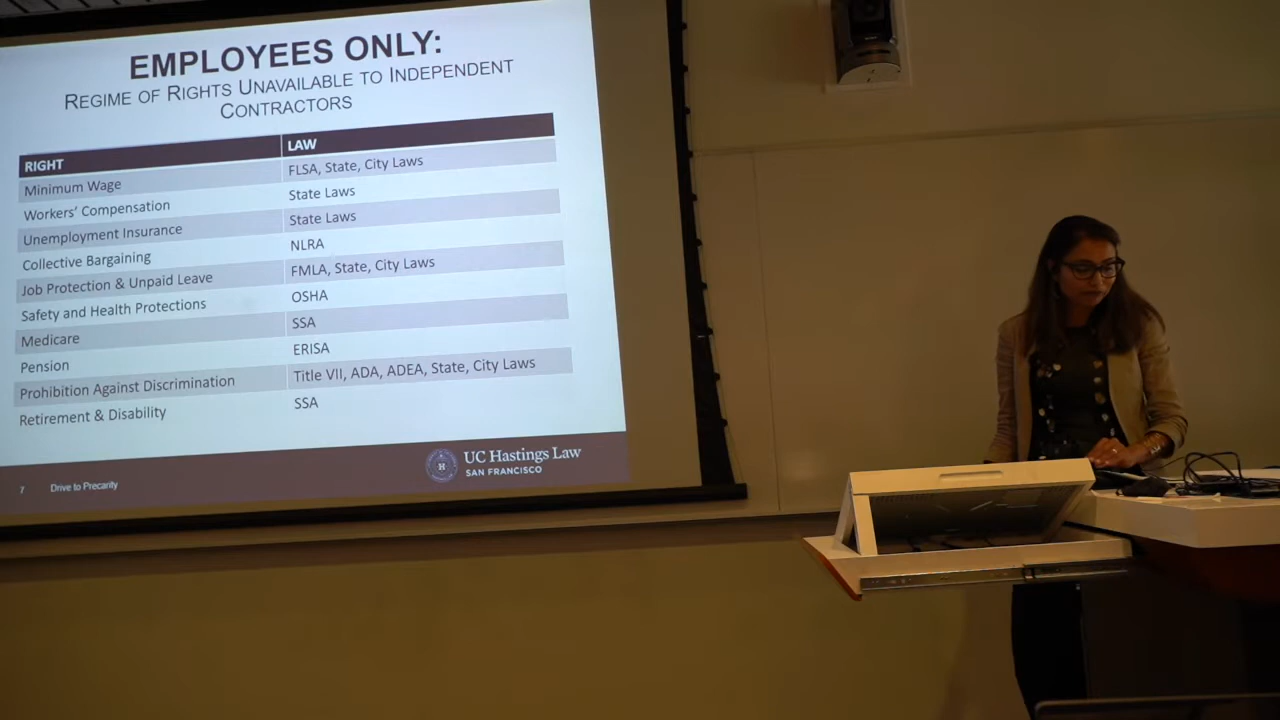 EMPLOYEES ONLY:
REGIME OF RIGHTS UNAVAILABLE TO INDEPENDENT
CONTRACTORS
RIGHT LAW
Minimum Wage FLSA, State, City Laws
Workers' Compensation State Laws
Unemployment Insurance State Laws
Collective Bargaining NLRA
Job Protection & Unpaid Leave FMLA, State, City Laws
Safety and Health Protections OSHA
Medicare SSA
Pension ERISA
Prohibition Against Discrimination Title VII, ADA, ADEA, State, City Laws
Retirement & Disability SSA
7 Drive to Precarity
UC Hastings Law
SAN FRANCISCO